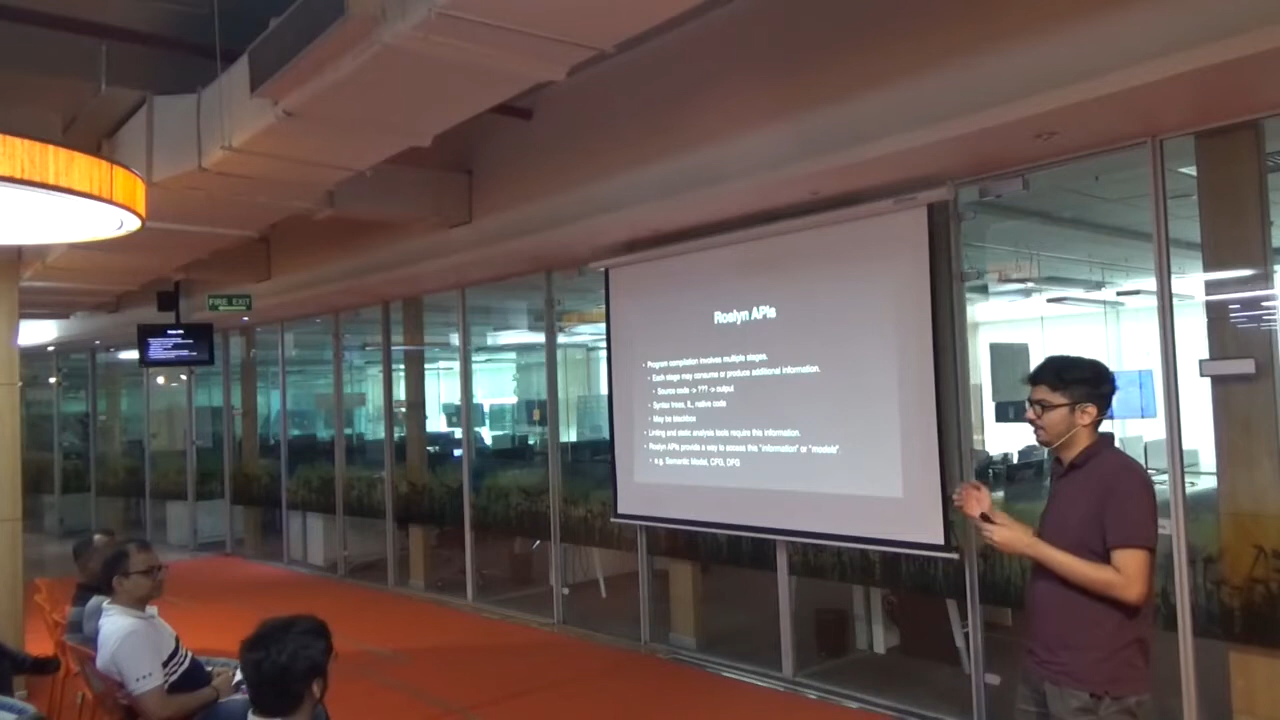 FIRE EXIT
Roslyn APIs
Roslyn APIs
• Program compilation involves multiple stages.
• Each stage may consume or produce additional information.
• Source code -> ??? -> output
• Syntax trees, IL, native code
• May be blackbox
• Linting and static analysis tools require this information.
• Roslyn APIs provide a way to access this "information" or "models".
• e.g. Semantic Model, CFG, DFG